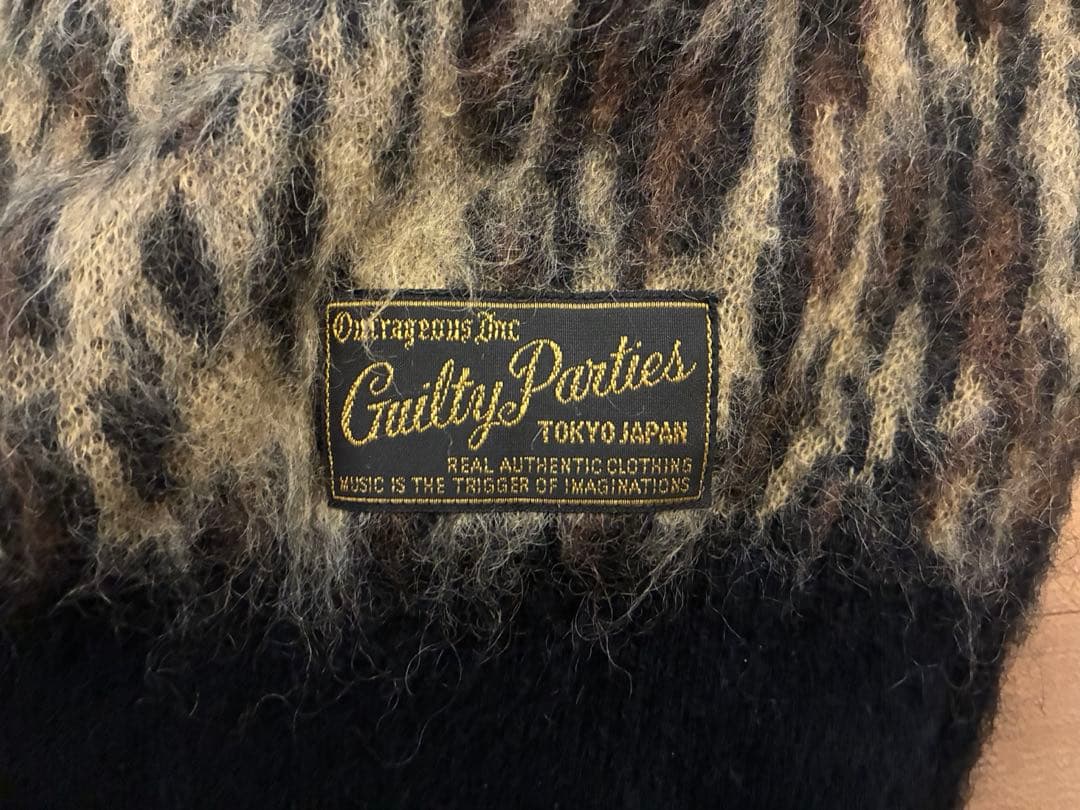 Outrageous Inc
Guilty Parties
TOKYO JAPAN
REAL AUTHENTIC CLOTHING
MUSIC IS THE TRIGGER OF IMAGINATIONS